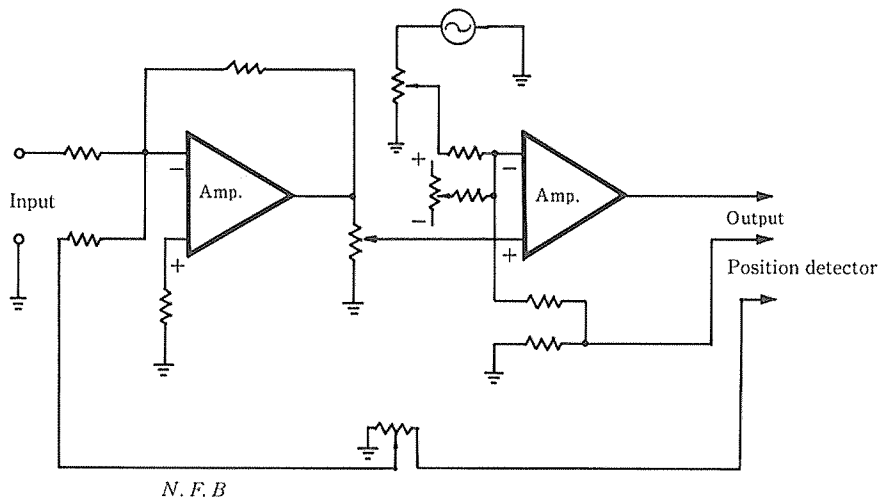 Input
−
+
Amp.
+
−
−
+
Amp.
Output
Position detector
N. F. B